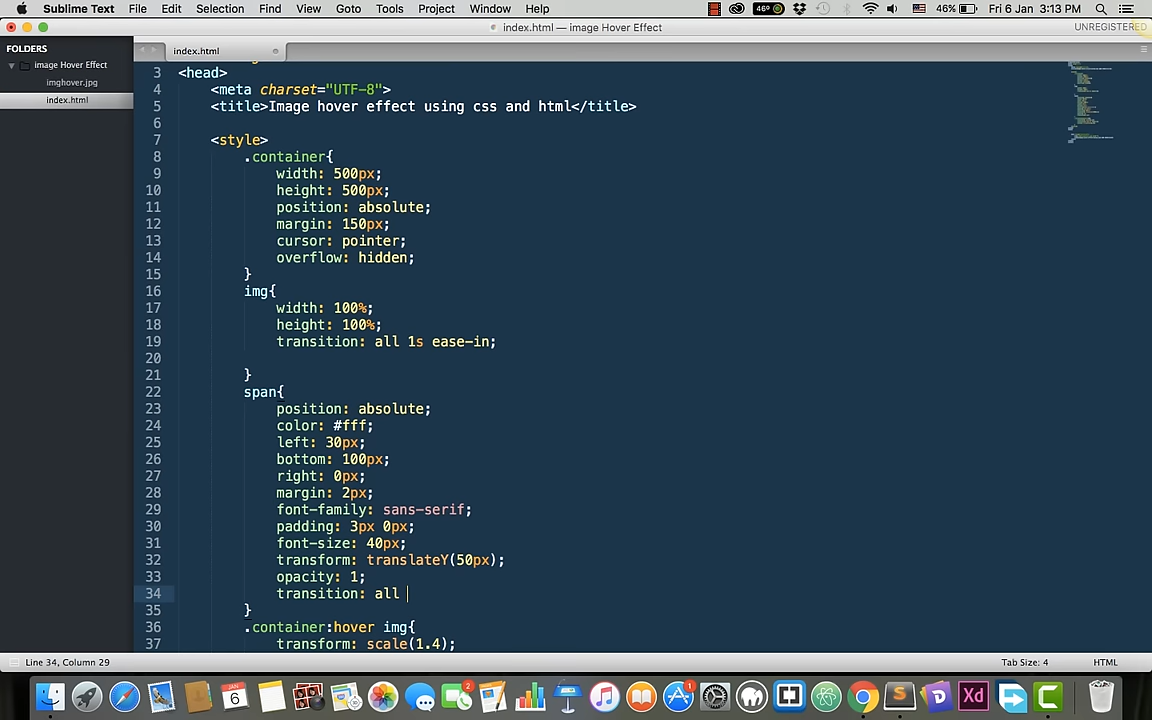 Sublime Text File Edit Selection Find View Goto Tools Project Window Help 46° 46% Fri 6 Jan 3:13 PM
index.html — image Hover Effect UNREGISTERED
FOLDERS
image Hover Effect
imghover.jpg
index.html
index.html
3 <head>
4 <meta charset="UTF-8">
5 <title>Image hover effect using css and html</title>
6
7 <style>
8 .container{
9 width: 500px;
10 height: 500px;
11 position: absolute;
12 margin: 150px;
13 cursor: pointer;
14 overflow: hidden;
15 }
16 img{
17 width: 100%;
18 height: 100%;
19 transition: all 1s ease-in;
20
21 }
22 span{
23 position: absolute;
24 color: #fff;
25 left: 30px;
26 bottom: 100px;
27 right: 0px;
28 margin: 2px;
29 font-family: sans-serif;
30 padding: 3px 0px;
31 font-size: 40px;
32 transform: translateY(50px);
33 opacity: 1;
34 transition: all
35 }
36 .container:hover img{
37 transform: scale(1.4);
Line 34, Column 29 Tab Size: 4 HTML
JAN
6
2
1
S
D
Xd
C